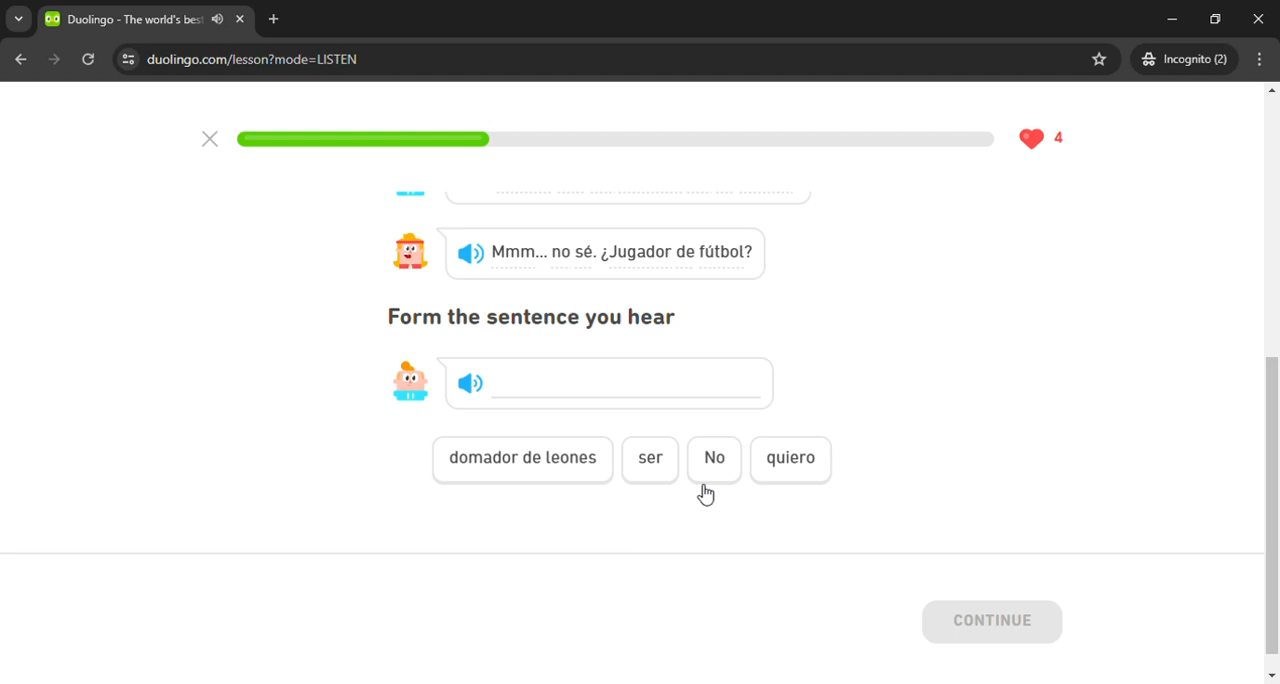 Duolingo - The world's best
duolingo.com/lesson?mode=LISTEN
Incognito (2)
4
Mmm... no sé. ¿Jugador de fútbol?
Form the sentence you hear
domador de leones
ser
No
quiero
CONTINUE